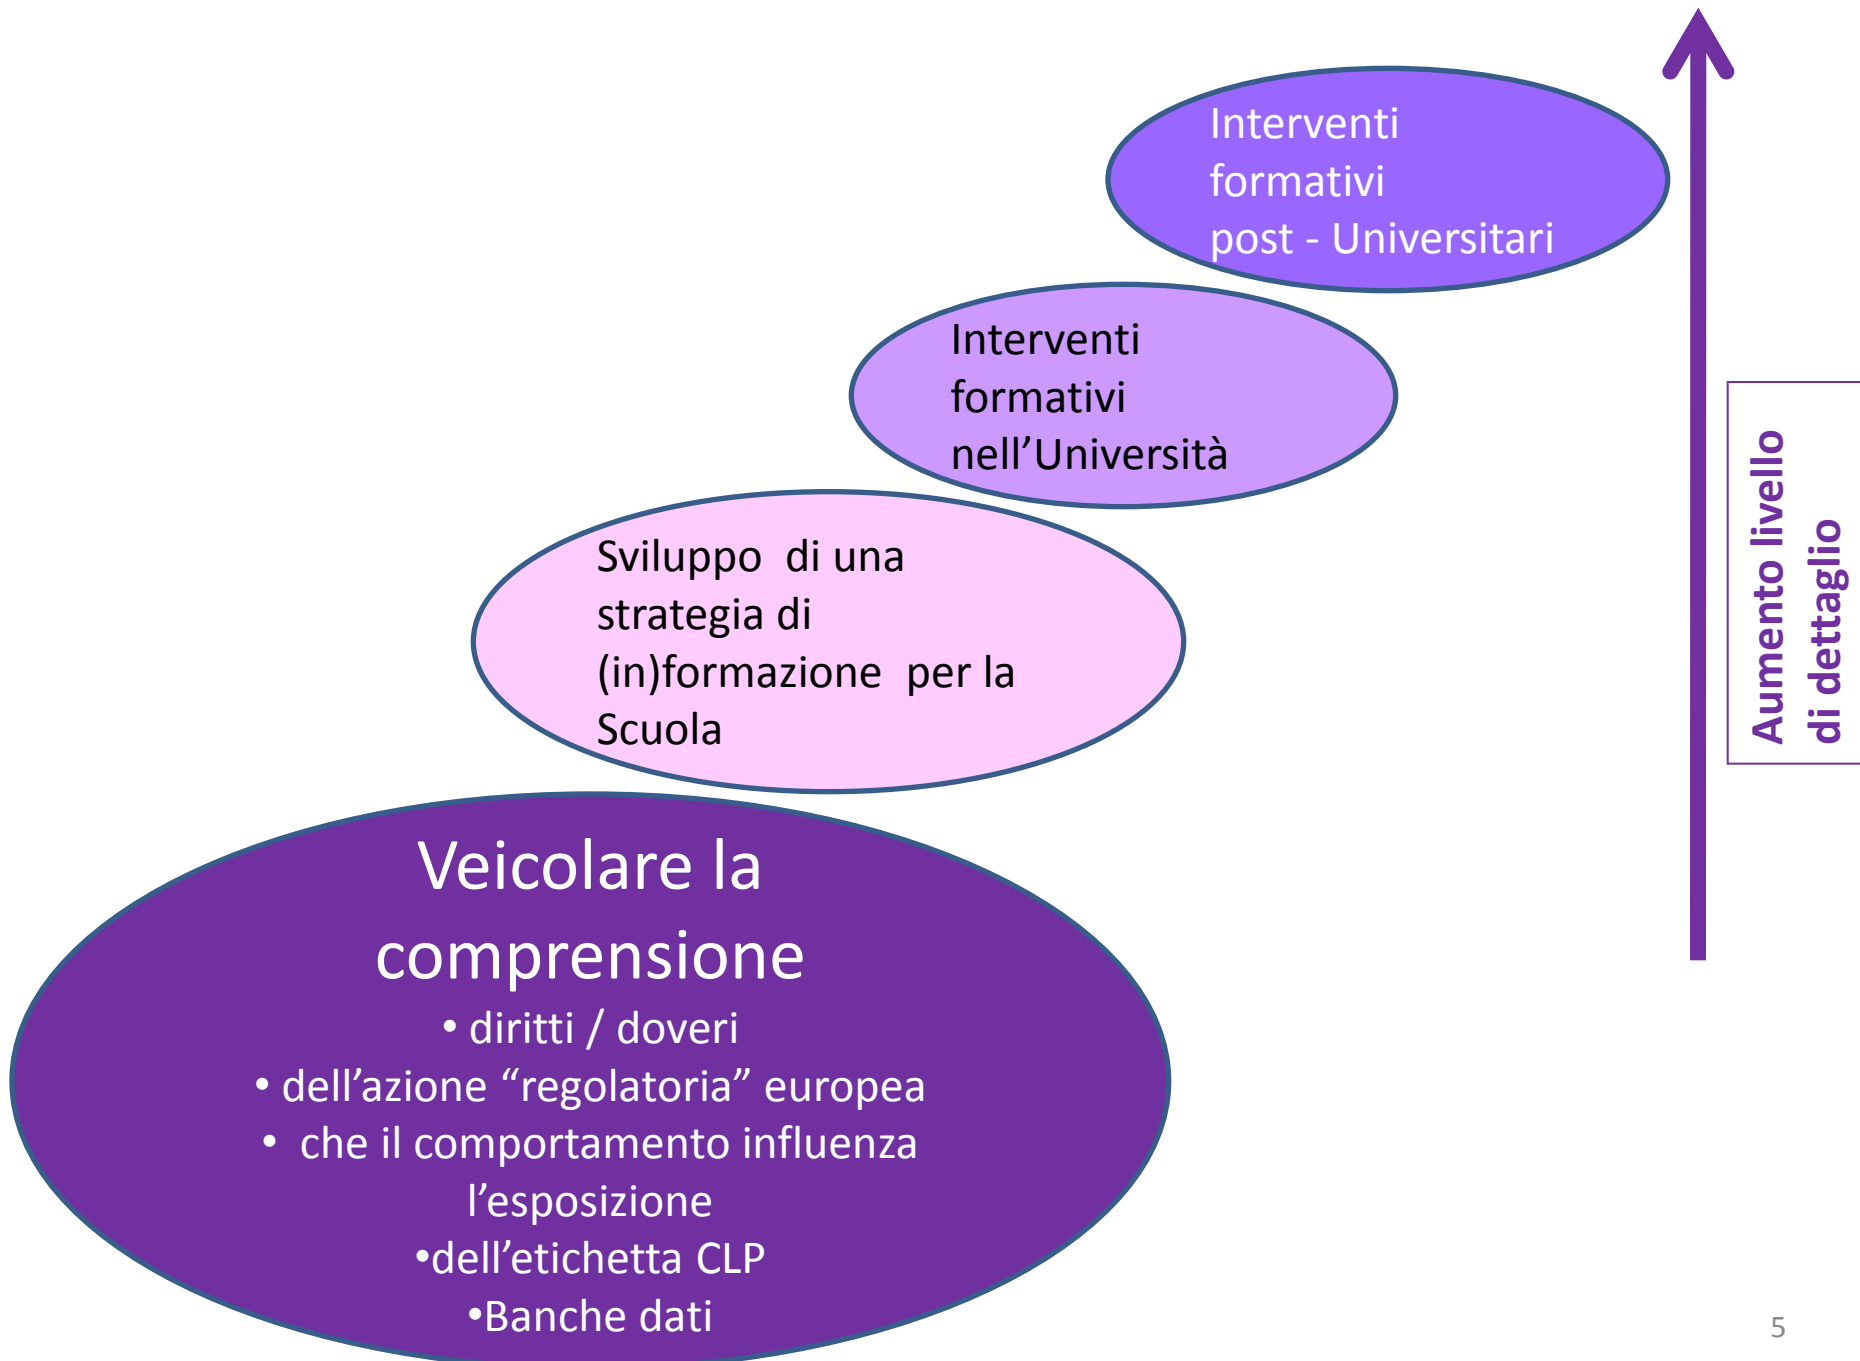 Interventi
formativi
post - Universitari
Interventi
formativi
nell’Università
Sviluppo di una
strategia di
(in)formazione per la
Scuola
Veicolare la
comprensione
• diritti / doveri
• dell’azione “regolatoria” europea
• che il comportamento influenza
l’esposizione
•dell’etichetta CLP
•Banche dati
Aumento livello
di dettaglio
5